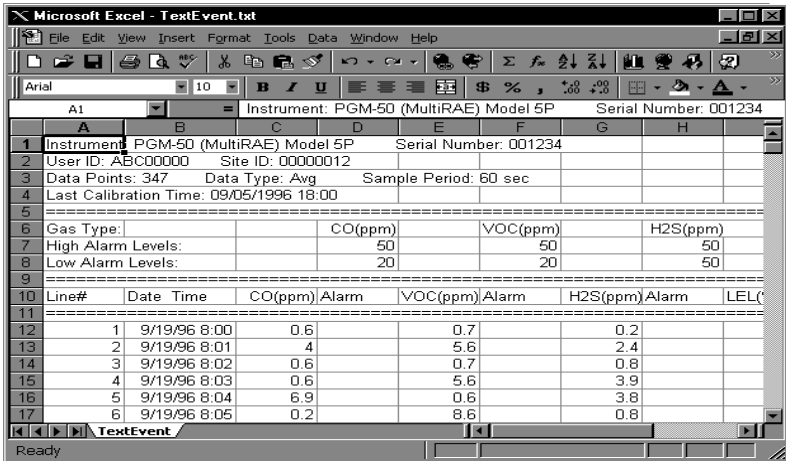 Microsoft Excel - TextEvent.txt
File Edit View Insert Format Tools Data Window Help
Arial 10 B I U $ % ,
A1 = Instrument: PGM-50 (MultiRAE) Model 5P Serial Number: 001234
A B C D E F G H
1 Instrument: PGM-50 (MultiRAE) Model 5P Serial Number: 001234
2 User ID: ABC00000 Site ID: 00000012
3 Data Points: 347 Data Type: Avg Sample Period: 60 sec
4 Last Calibration Time: 09/05/1996 18:00
5 ==================================================
6 Gas Type: CO(ppm) VOC(ppm) H2S(ppm)
7 High Alarm Levels: 50 50 50
8 Low Alarm Levels: 20 20 50
9 ==================================================
10 Line# Date Time CO(ppm) Alarm VOC(ppm) Alarm H2S(ppm) Alarm LEL(
11 ==================================================
12 1 9/19/96 8:00 0.6 0.7 0.2
13 2 9/19/96 8:01 4 5.6 2.4
14 3 9/19/96 8:02 0.6 0.7 0.8
15 4 9/19/96 8:03 0.6 5.6 3.9
16 5 9/19/96 8:04 6.9 0.6 3.8
17 6 9/19/96 8:05 0.2 8.6 0.8
TextEvent
Ready